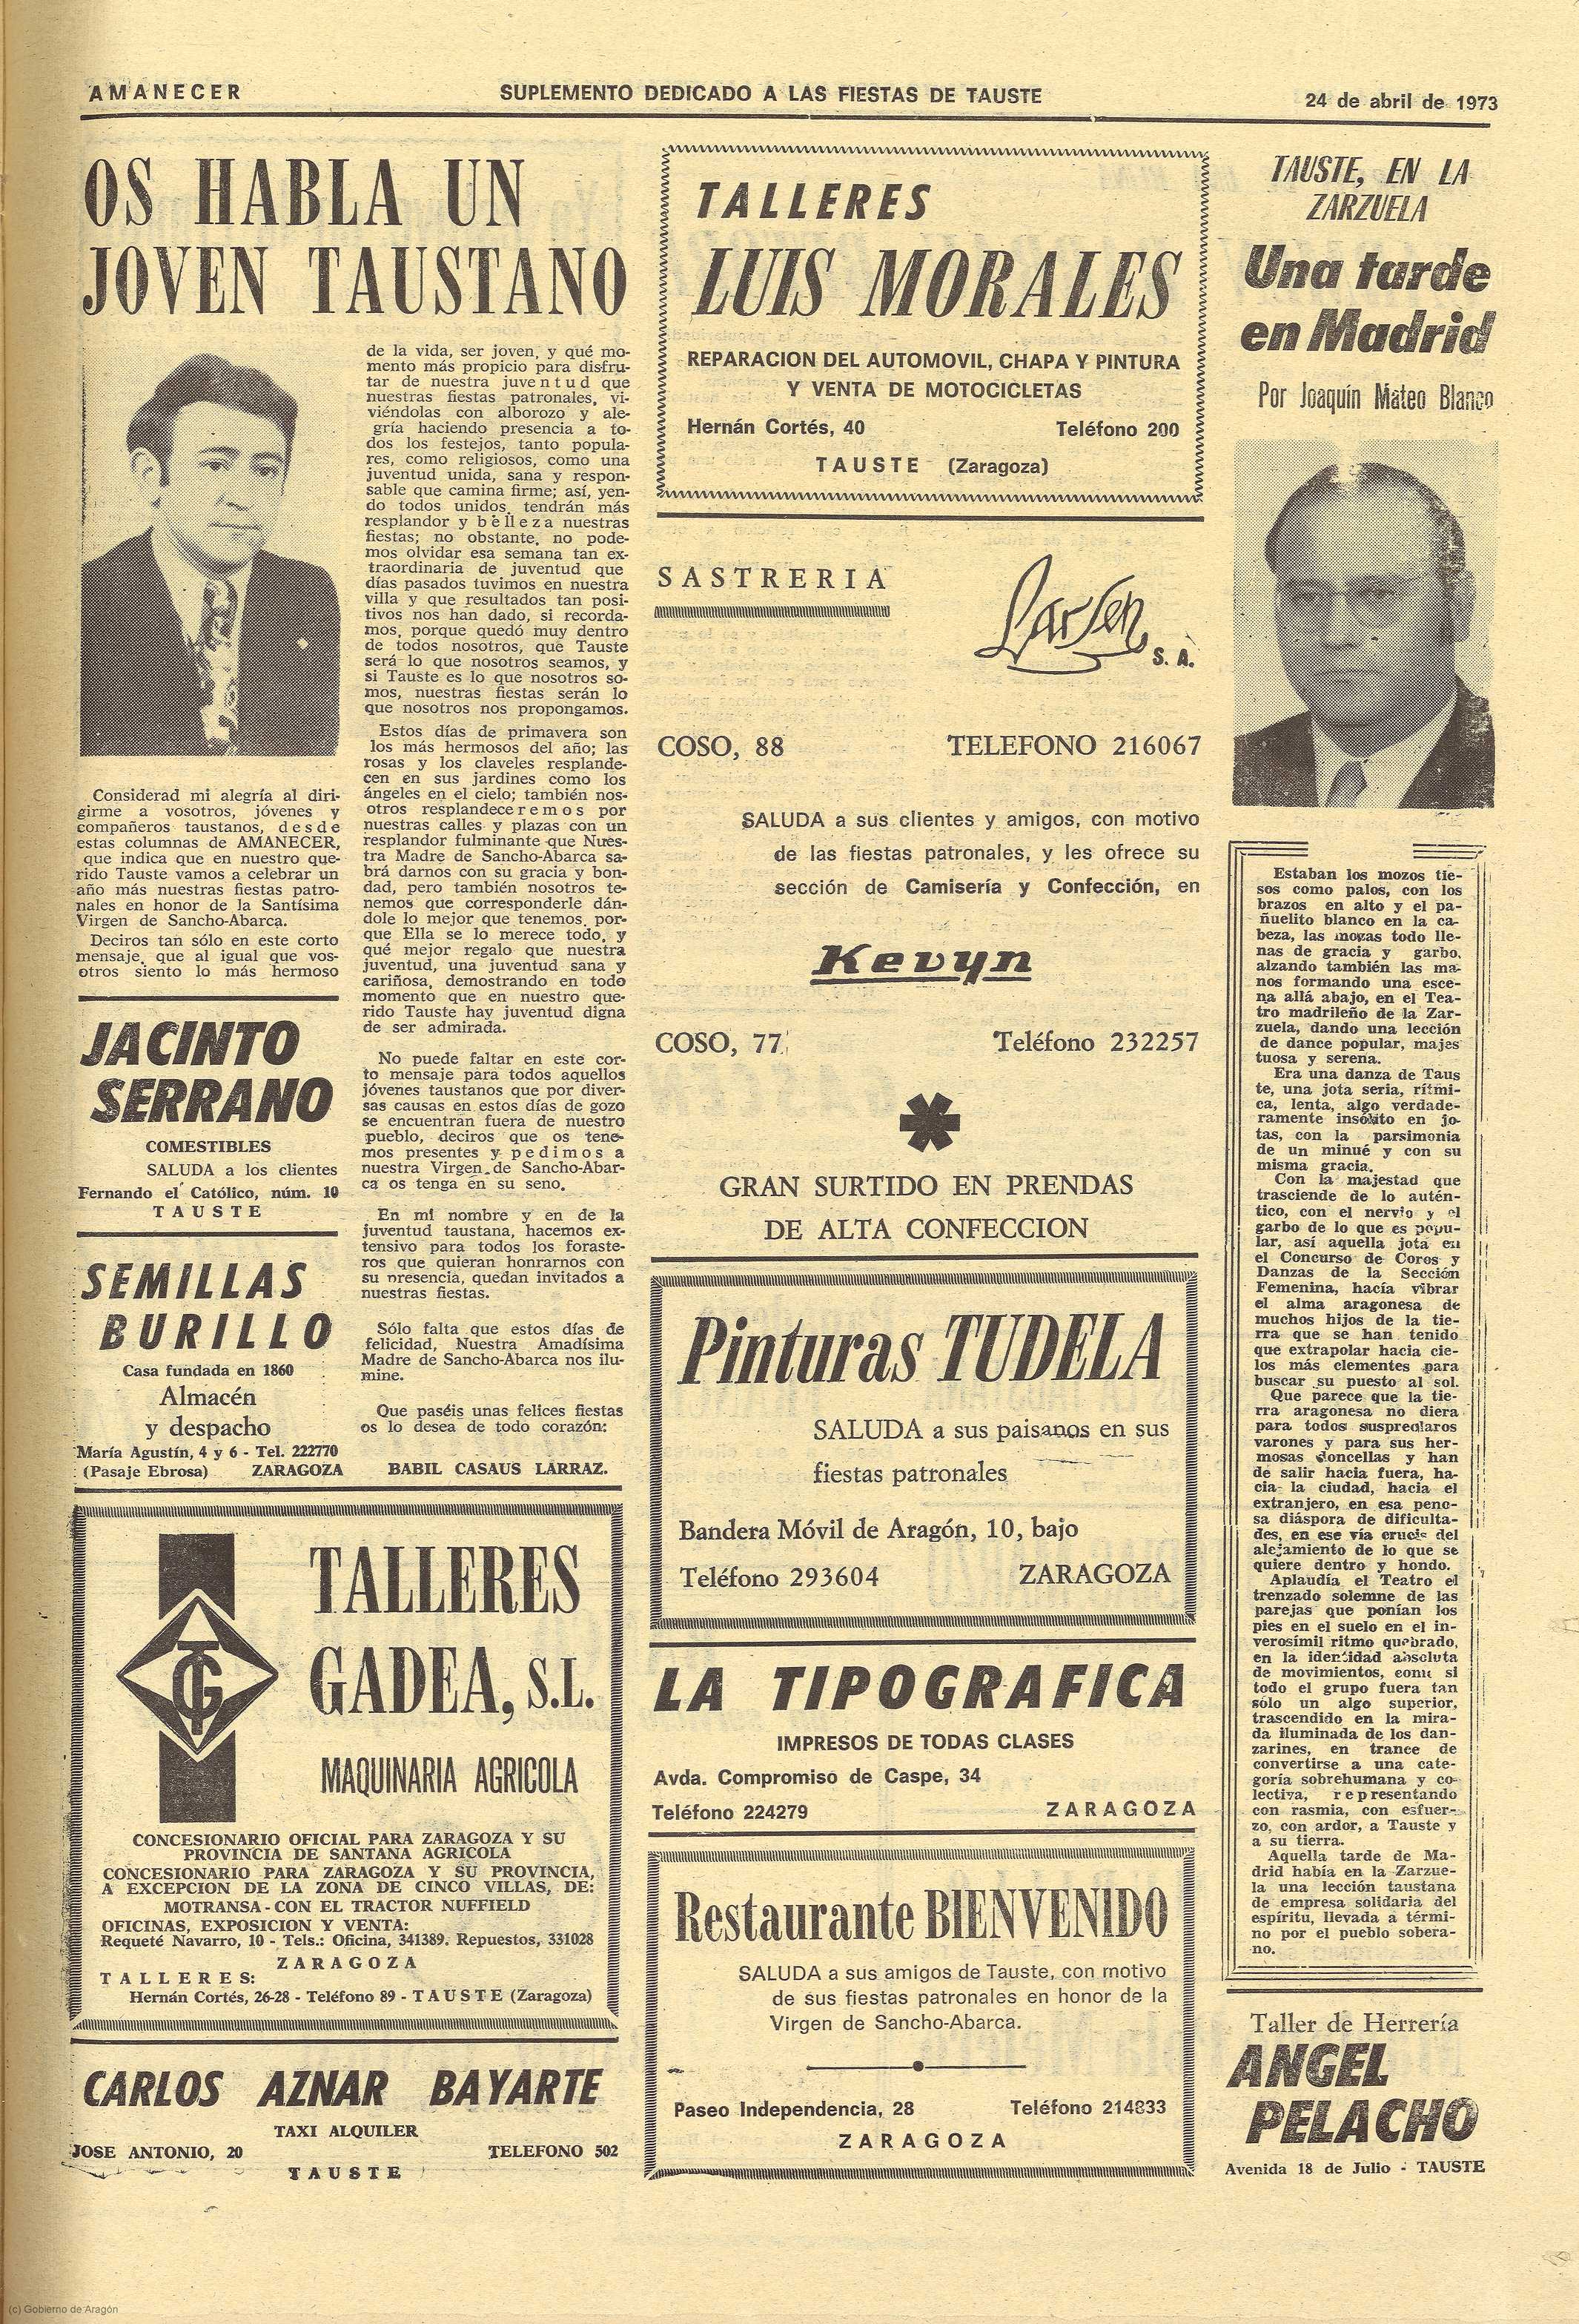 AMANECER
SUPLEMENTO DEDICADO A LAS FIESTAS DE TAUSTE
24 de abril de 1973
OS HABLA UN
JOVEN TAUSTANO
Considerad mi alegría al diri-
girme a vosotros, jóvenes y
compañeros taustanos, desde
estas columnas de AMANECER,
que indica que en nuestro que-
rido Tauste vamos a celebrar un
año más nuestras fiestas patro-
nales en honor de la Santísima
Virgen de Sancho-Abarca.
Deciros tan sólo en este corto
mensaje, que al igual que vos-
otros siento lo más hermoso
de la vida, ser joven, y qué mo-
mento más propicio para disfru-
tar de nuestra juventud que
nuestras fiestas patronales, vi-
viéndolas con alborozo y ale-
gría haciendo presencia a to-
dos los festejos, tanto popula-
res, como religiosos, como una
juventud unida, sana y respon-
sable que camina firme; así, yen-
do todos unidos, tendrán más
resplandor y belleza nuestras
fiestas; no obstante, no pode-
mos olvidar esa semana tan ex-
traordinaria de juventud que
días pasados tuvimos en nuestra
villa y que resultados tan posi-
tivos nos han dado, si recorda-
mos, porque quedó muy dentro
de todos nosotros, que Tauste
será lo que nosotros seamos, y
si Tauste es lo que nosotros so-
mos, nuestras fiestas serán lo
que nosotros nos propongamos.
Estos días de primavera son
los más hermosos del año; las
rosas y los claveles resplande-
cen en sus jardines como los
ángeles en el cielo; también nos-
otros resplandeceremos por
nuestras calles y plazas con un
resplandor fulminante que Nues-
tra Madre de Sancho-Abarca sa-
brá darnos con su gracia y bon-
dad, pero también nosotros te-
nemos que corresponderle dán-
dole lo mejor que tenemos, por-
que Ella se lo merece todo, y
qué mejor regalo que nuestra
juventud, una juventud sana y
cariñosa, demostrando en todo
momento que en nuestro que-
rido Tauste hay juventud digna
de ser admirada.
No puede faltar en este cor-
to mensaje para todos aquellos
jóvenes taustanos que por diver-
sas causas en estos días de gozo
se encuentran fuera de nuestro
pueblo, deciros que os tene-
mos presentes y pedimos a
nuestra Virgen de Sancho-Abar-
ca os tenga en su seno.
En mi nombre y en de la
juventud taustana, hacemos ex-
tensivo para todos los foraste-
ros que quieran honrarnos con
su presencia, quedan invitados a
nuestras fiestas.
Sólo falta que estos días de
felicidad, Nuestra Amadísima
Madre de Sancho-Abarca nos ilu-
mine.
Que paséis unas felices fiestas
os lo desea de todo corazón:
BABIL CASAUS LARRAZ.
JACINTO
SERRANO
COMESTIBLES
SALUDA a los clientes
Fernando el Católico, núm. 10
TAUSTE
SEMILLAS
BURILLO
Casa fundada en 1860
Almacén
y despacho
María Agustín, 4 y 6 - Tel. 222770
(Pasaje Ebrosa) ZARAGOZA
TALLERES
GADEA, S.L.
MAQUINARIA AGRICOLA
CONCESIONARIO OFICIAL PARA ZARAGOZA Y SU
PROVINCIA DE SANTANA AGRICOLA
CONCESIONARIO PARA ZARAGOZA Y SU PROVINCIA,
A EXCEPCION DE LA ZONA DE CINCO VILLAS, DE:
MOTRANSA - CON EL TRACTOR NUFFIELD
OFICINAS, EXPOSICION Y VENTA:
Requeté Navarro, 10 - Tels.: Oficina, 341389. Repuestos, 331028
ZARAGOZA
TALLERES:
Hernán Cortés, 26-28 - Teléfono 89 - TAUSTE (Zaragoza)
CARLOS AZNAR BAYARTE
TAXI ALQUILER
JOSE ANTONIO, 20 TELEFONO 502
TAUSTE
TALLERES
LUIS MORALES
REPARACION DEL AUTOMOVIL, CHAPA Y PINTURA
Y VENTA DE MOTOCICLETAS
Hernán Cortés, 40 Teléfono 200
TAUSTE (Zaragoza)
SASTRERIA
Larsen
S. A.
COSO, 88 TELEFONO 216067
SALUDA a sus clientes y amigos, con motivo
de las fiestas patronales, y les ofrece su
sección de Camisería y Confección, en
Kevyn
COSO, 77 Teléfono 232257
GRAN SURTIDO EN PRENDAS
DE ALTA CONFECCION
Pinturas TUDELA
SALUDA a sus paisanos en sus
fiestas patronales
Bandera Móvil de Aragón, 10, bajo
Teléfono 293604 ZARAGOZA
LA TIPOGRAFICA
IMPRESOS DE TODAS CLASES
Avda. Compromiso de Caspe, 34
Teléfono 224279 ZARAGOZA
Restaurante BIENVENIDO
SALUDA a sus amigos de Tauste, con motivo
de sus fiestas patronales en honor de la
Virgen de Sancho-Abarca.
Paseo Independencia, 28 Teléfono 214833
ZARAGOZA
TAUSTE, EN LA
ZARZUELA
Una tarde
en Madrid
Por Joaquín Mateo Blanco
Estaban los mozos tie-
sos como palos, con los
brazos en alto y el pa-
ñuelito blanco en la ca-
beza, las mozas todo lle-
nas de gracia y garbo,
alzando también las ma-
nos formando una esce-
na allá abajo, en el Tea-
tro madrileño de la Zar-
zuela, dando una lección
de dance popular, majes
tuosa y serena.
Era una danza de Taus
te, una jota seria, rítmi-
ca, lenta, algo verdade-
ramente insólito en jo-
tas, con la parsimonia
de un minué y con su
misma gracia.
Con la majestad que
trasciende de lo autén-
tico, con el nervio y el
garbo de lo que es popu-
lar, así aquella jota en
el Concurso de Coros y
Danzas de la Sección
Femenina, hacía vibrar
el alma aragonesa de
muchos hijos de la tie-
rra que se han tenido
que extrapolar hacia cie-
los más clementes para
buscar su puesto al sol.
Que parece que la tie-
rra aragonesa no diera
para todos suspreclaros
varones y para sus her-
mosas doncellas y han
de salir hacia fuera, ha-
cia la ciudad, hacia el
extranjero, en esa peno-
sa diáspora de dificulta-
des, en ese vía crucis del
alejamiento de lo que se
quiere dentro y hondo.
Aplaudía el Teatro el
trenzado solemne de las
parejas que ponían los
pies en el suelo en el in-
verosímil ritmo quebrado,
en la identidad absoluta
de movimientos, como si
todo el grupo fuera tan
sólo un algo superior,
trascendido en la mira-
da iluminada de los dan-
zarines, en trance de
convertirse a una cate-
goría sobrehumana y co-
lectiva, representando
con rasmia, con esfuer-
zo, con ardor, a Tauste y
a su tierra.
Aquella tarde de Ma-
drid había en la Zarzue-
la una lección taustana
de empresa solidaria del
espíritu, llevada a térmi-
no por el pueblo sobera-
no.
Taller de Herrería
ANGEL
PELACHO
Avenida 18 de Julio - TAUSTE
(c) Gobierno de Aragón